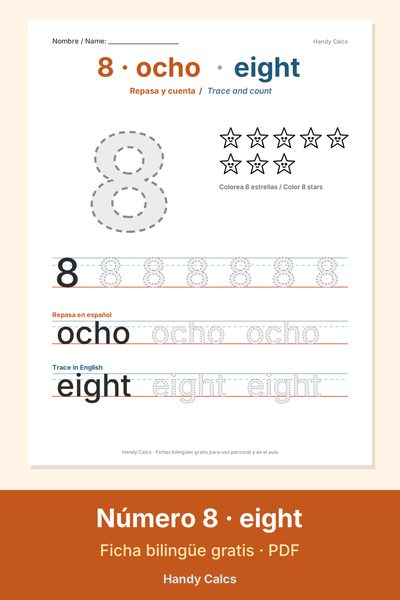 Nombre / Name: ____________________ Handy Calcs
8 · ocho · eight
Repasa y cuenta / Trace and count
8
Colorea 8 estrellas / Color 8 stars
8 8 8 8 8 8 8
Repasa en español
ocho ocho ocho
Trace in English
eight eight eight
Handy Calcs · Fichas bilingües gratis para uso personal y en el aula
Número 8 · eight
Ficha bilingüe gratis · PDF
Handy Calcs